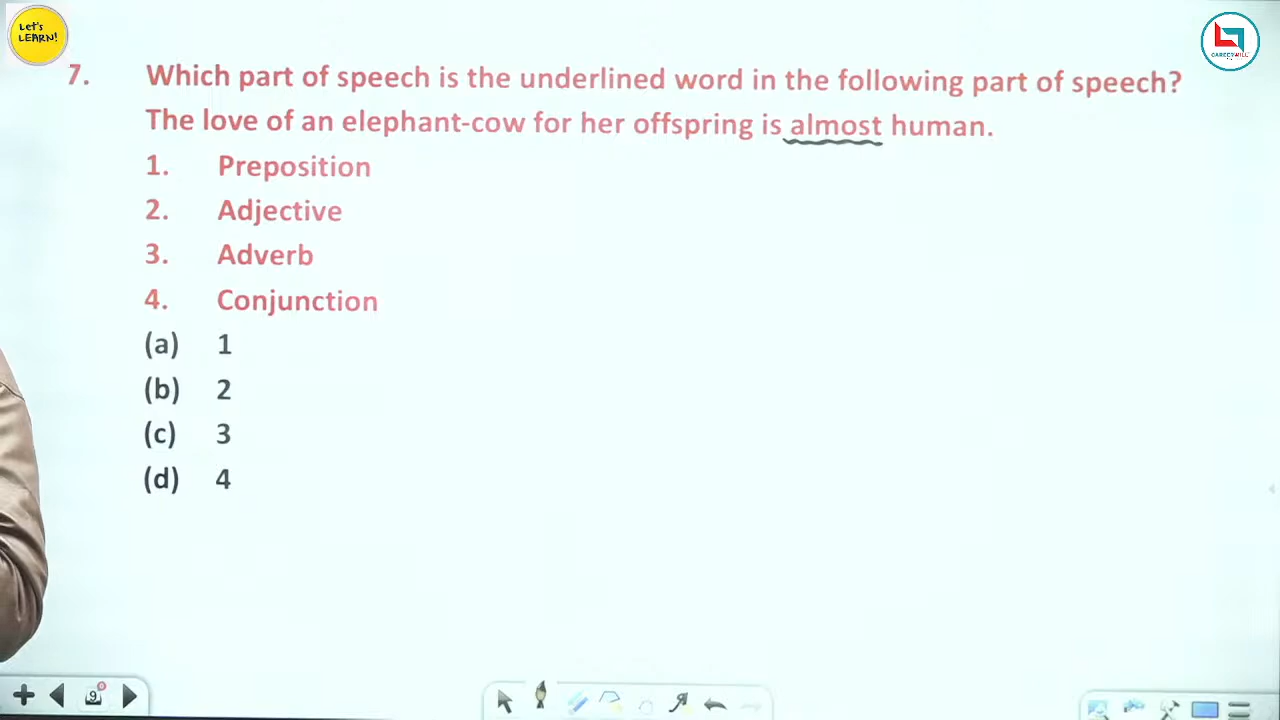 Let's
LEARN!
CAREERWILL
7. Which part of speech is the underlined word in the following part of speech?
The love of an elephant-cow for her offspring is almost human.
1. Preposition
2. Adjective
3. Adverb
4. Conjunction
(a) 1
(b) 2
(c) 3
(d) 4
9